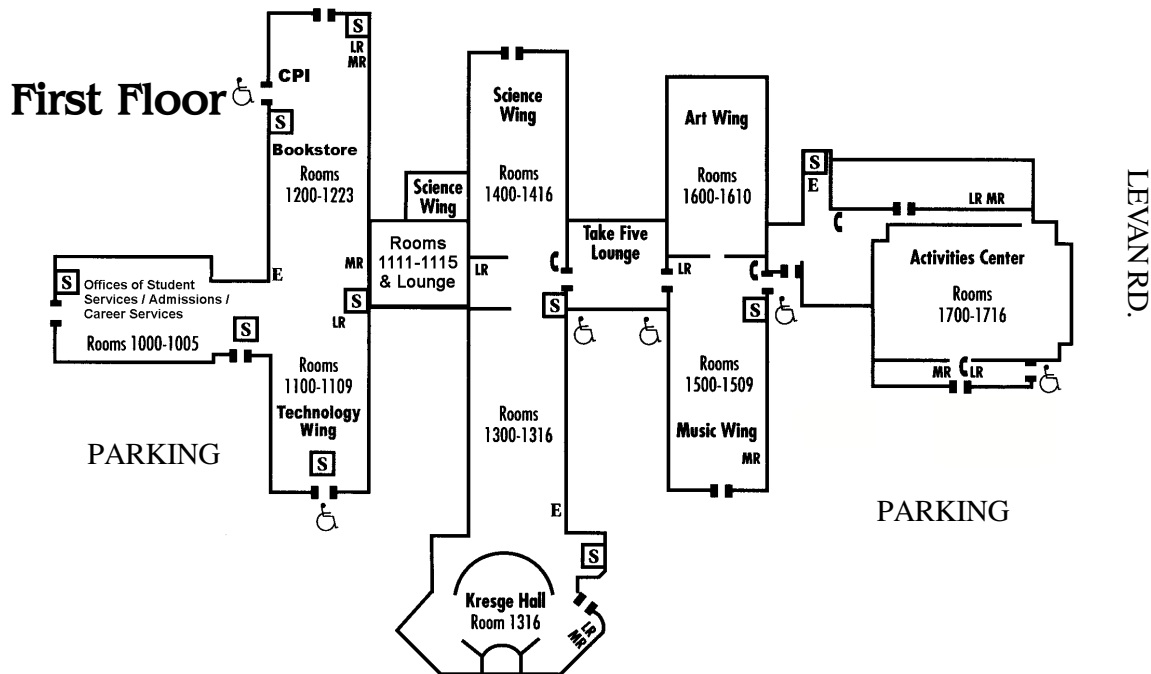 First Floor
S
LR
MR
CPI
S
Bookstore
Rooms
1200-1223
Science
Wing
Rooms
1400-1416
Science
Wing
Art Wing
Rooms
1600-1610
S
E
LR MR
LEVAN RD.
Take Five
Lounge
Rooms
1111-1115
& Lounge
MR
LR
LR
E
S
Offices of Student
Services / Admissions /
Career Services
Rooms 1000-1005
S
S
LR
S
S
Activities Center
Rooms
1700-1716
MR
LR
Rooms
1100-1109
Technology
Wing
S
Rooms
1300-1316
E
Rooms
1500-1509
Music Wing
MR
PARKING
PARKING
S
Kresge Hall
Room 1316
LR
MR